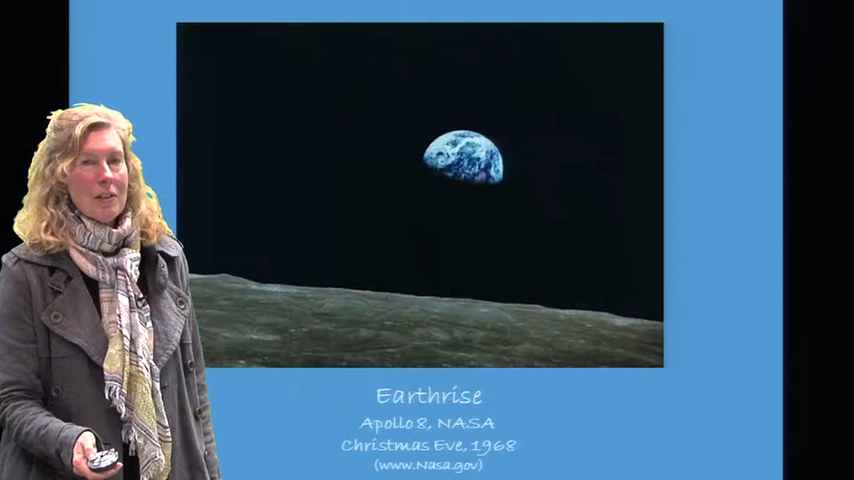 Earthrise
Apollo 8, NASA
Christmas Eve, 1968
(www.Nasa.gov)